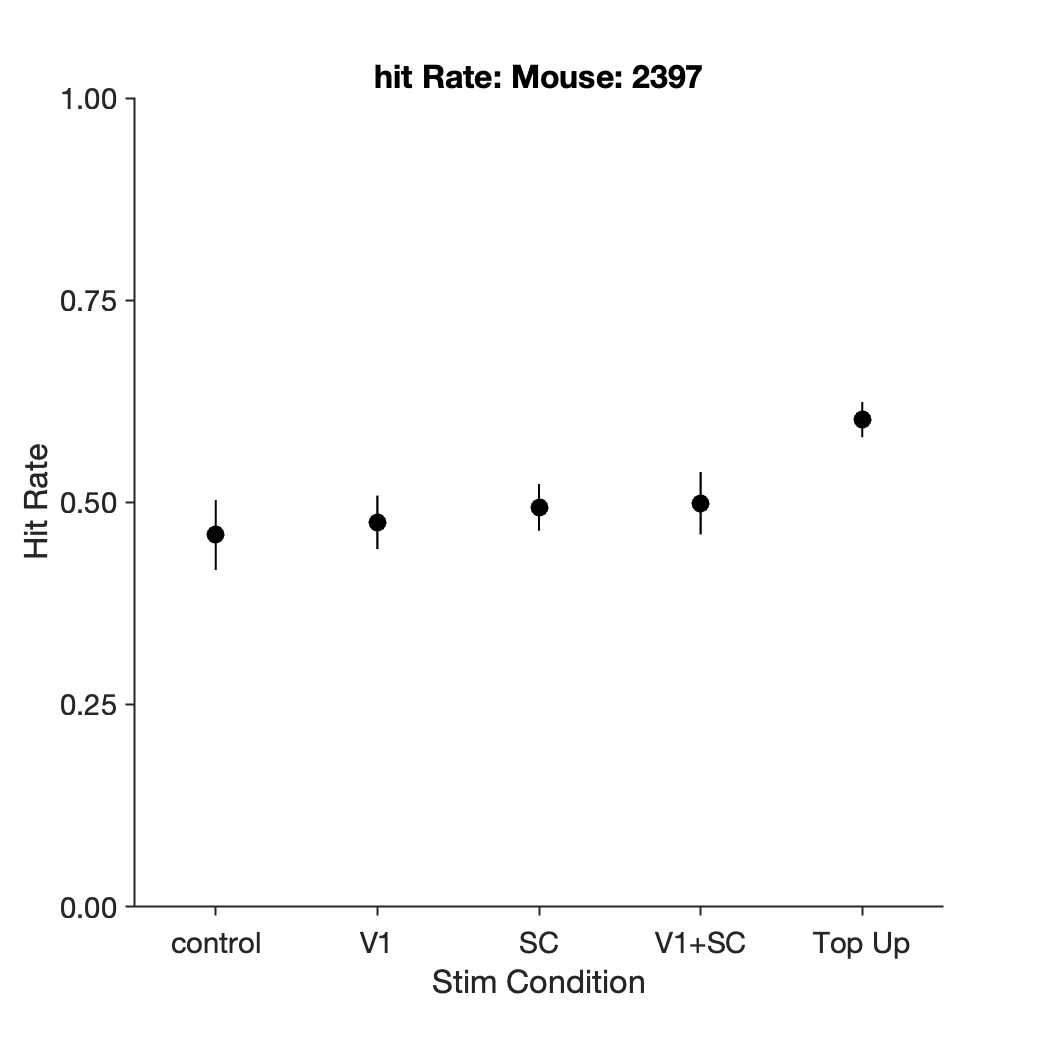 hit Rate: Mouse: 2397
1.00
0.75
0.50
0.25
0.00
Hit Rate
control V1 SC V1+SC Top Up
Stim Condition